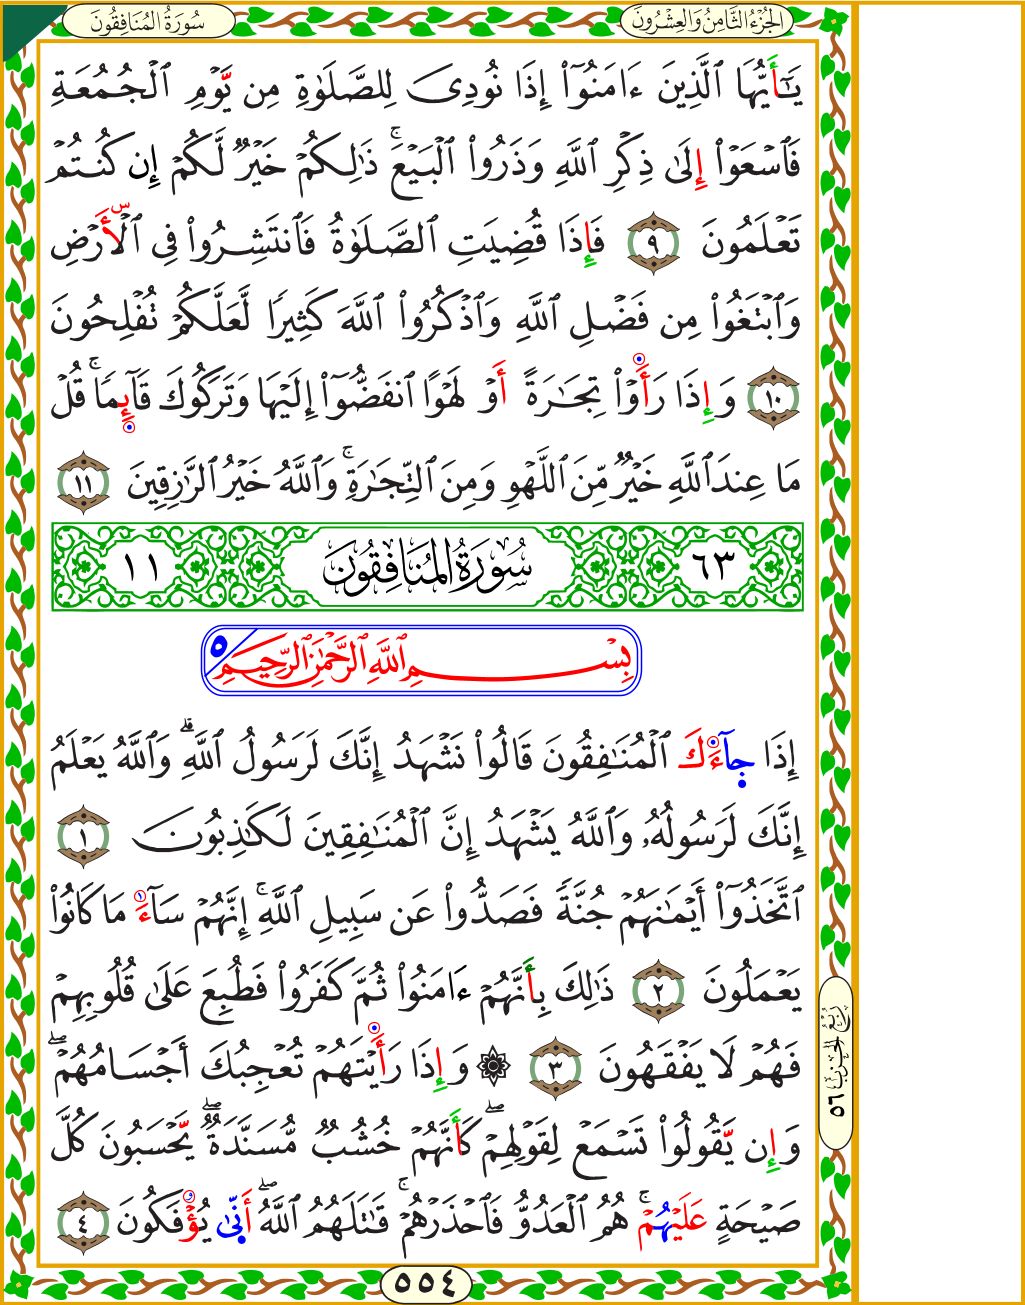 سُورَةُ المُنَافِقُونَ
الجُزْءُ الثَّامِنُ وَالعِشْرُونَ
يَٰٓأَيُّهَا ٱلَّذِينَ ءَامَنُوٓا۟ إِذَا نُودِىَ لِلصَّلَوٰةِ مِن يَّوْمِ ٱلْجُمُعَةِ
فَٱسْعَوْا۟ إِلَىٰ ذِكْرِ ٱللَّهِ وَذَرُوا۟ ٱلْبَيْعَ ۚ ذَٰلِكُمْ خَيْرٌ لَّكُمْ إِن كُنتُمْ
تَعْلَمُونَ ٩ فَإِذَا قُضِيَتِ ٱلصَّلَوٰةُ فَٱنتَشِرُوا۟ فِى ٱلْأَرْضِ
وَٱبْتَغُوا۟ مِن فَضْلِ ٱللَّهِ وَٱذْكُرُوا۟ ٱللَّهَ كَثِيرًا لَّعَلَّكُمْ تُفْلِحُونَ
١٠ وَإِذَا رَأَوْا۟ تِجَٰرَةً أَوْ لَهْوًا ٱنفَضُّوٓا۟ إِلَيْهَا وَتَرَكُوكَ قَآئِمًا ۚ قُلْ
مَا عِندَ ٱللَّهِ خَيْرٌ مِّنَ ٱللَّهْوِ وَمِنَ ٱلتِّجَٰرَةِ ۚ وَٱللَّهُ خَيْرُ ٱلرَّٰزِقِينَ ١١
٦٣ سُورَةُ المُنَافِقُونَ ١١
بِسْمِ ٱللَّهِ ٱلرَّحْمَٰنِ ٱلرَّحِيمِ ٥
إِذَا جَآءَكَ ٱلْمُنَٰفِقُونَ قَالُوا۟ نَشْهَدُ إِنَّكَ لَرَسُولُ ٱللَّهِ ۗ وَٱللَّهُ يَعْلَمُ
إِنَّكَ لَرَسُولُهُۥ وَٱللَّهُ يَشْهَدُ إِنَّ ٱلْمُنَٰفِقِينَ لَكَٰذِبُونَ ١
ٱتَّخَذُوٓا۟ أَيْمَٰنَهُمْ جُنَّةً فَصَدُّوا۟ عَن سَبِيلِ ٱللَّهِ ۚ إِنَّهُمْ سَآءَ مَا كَانُوا۟
يَعْمَلُونَ ٢ ذَٰلِكَ بِأَنَّهُمْ ءَامَنُوا۟ ثُمَّ كَفَرُوا۟ فَطُبِعَ عَلَىٰ قُلُوبِهِمْ
فَهُمْ لَا يَفْقَهُونَ ٣ ۞ وَإِذَا رَأَيْتَهُمْ تُعْجِبُكَ أَجْسَامُهُمْ ۖ
وَإِن يَّقُولُوا۟ تَسْمَعْ لِقَوْلِهِمْ ۖ كَأَنَّهُمْ خُشُبٌ مُّسَنَّدَةٌ ۖ يَحْسَبُونَ كُلَّ
صَيْحَةٍ عَلَيْهِمْ ۚ هُمُ ٱلْعَدُوُّ فَٱحْذَرْهُمْ ۚ قَٰتَلَهُمُ ٱللَّهُ ۖ أَنَّىٰ يُؤْفَكُونَ ٤
رُبْعُ الحِزْبِ ٥٦
٥٥٤